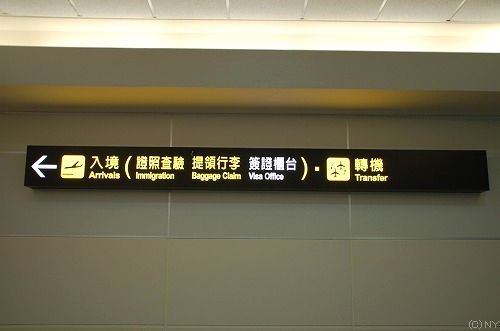 入境 ( 證照查驗 提領行李 簽證櫃台 ) · 轉機
Arrivals Immigration Baggage Claim Visa Office Transfer
(C)NY